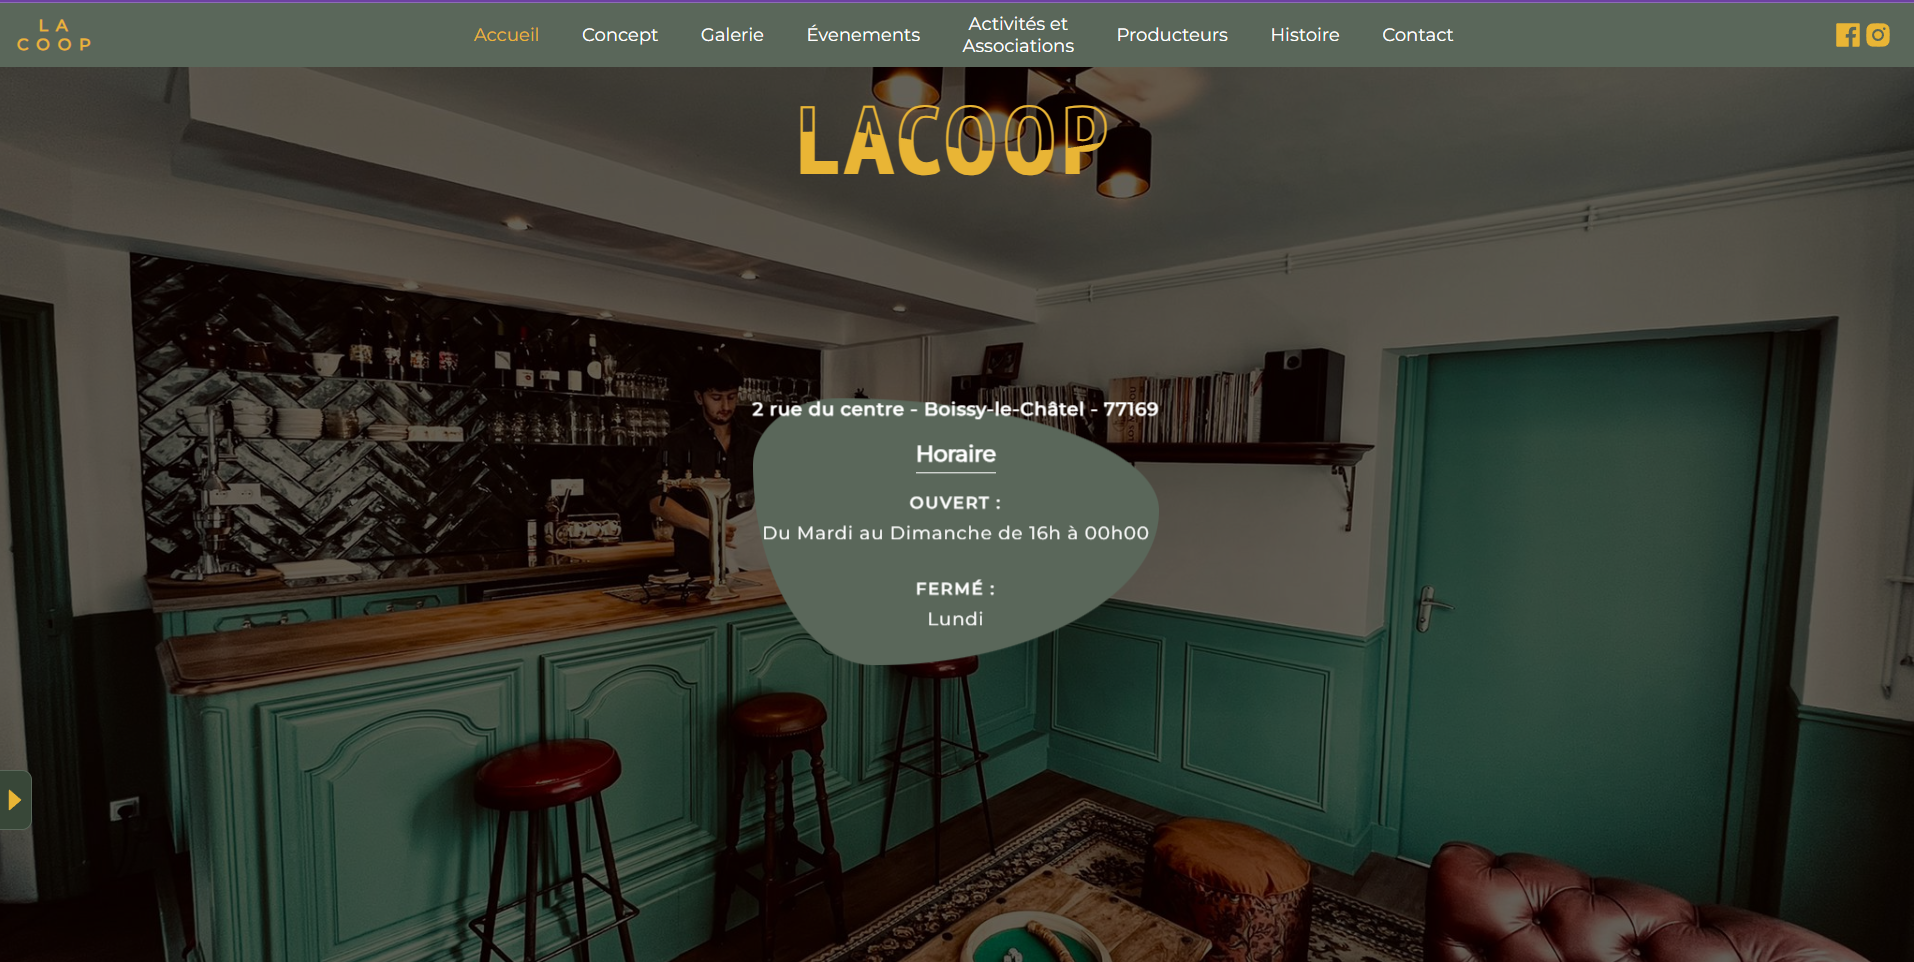 LA
COOP
Accueil
Concept
Galerie
Évenements
Activités et
Associations
Producteurs
Histoire
Contact
LACOOP
2 rue du centre - Boissy-le-Châtel - 77169
Horaire
OUVERT :
Du Mardi au Dimanche de 16h à 00h00
FERMÉ :
Lundi